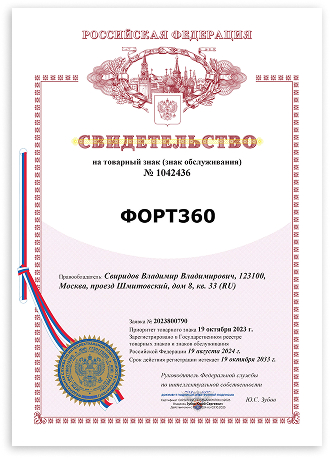 РОССИЙСКАЯ ФЕДЕРАЦИЯ
СВИДЕТЕЛЬСТВО
на товарный знак (знак обслуживания)
№ 1042436
ФОРТ360
Правообладатель: Свиридов Владимир Владимирович, 123100,
Москва, проезд Шмитовский, дом 8, кв. 33 (RU)
Заявка № 2023800790
Приоритет товарного знака 19 октября 2023 г.
Зарегистрировано в Государственном реестре
товарных знаков и знаков обслуживания
Российской Федерации 19 августа 2024 г.
Срок действия регистрации истекает 19 октября 2033 г.
Руководитель Федеральной службы
по интеллектуальной собственности
Ю.С. Зубов